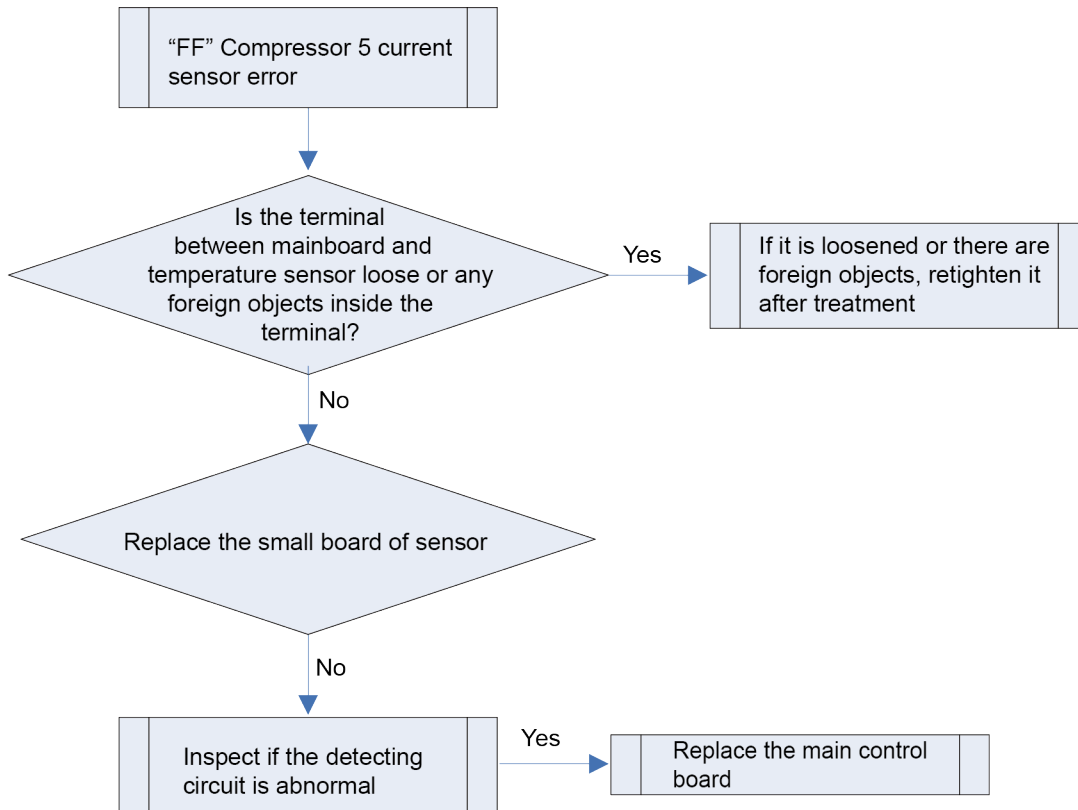 “FF” Compressor 5 current
sensor error
Is the terminal
between mainboard and
temperature sensor loose or any
foreign objects inside the
terminal?
Yes
If it is loosened or there are
foreign objects, retighten it
after treatment
No
Replace the small board of sensor
No
Inspect if the detecting
circuit is abnormal
Yes
Replace the main control
board